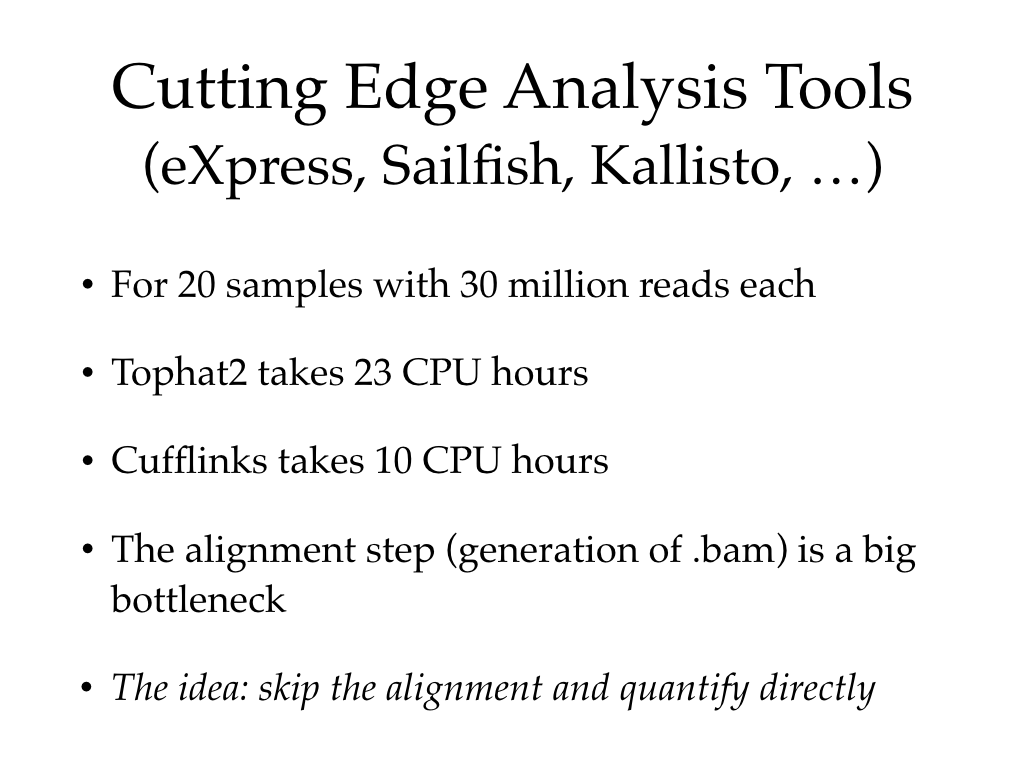 Cutting Edge Analysis Tools
(eXpress, Sailfish, Kallisto, …)
• For 20 samples with 30 million reads each
• Tophat2 takes 23 CPU hours
• Cufflinks takes 10 CPU hours
• The alignment step (generation of .bam) is a big
bottleneck
• The idea: skip the alignment and quantify directly